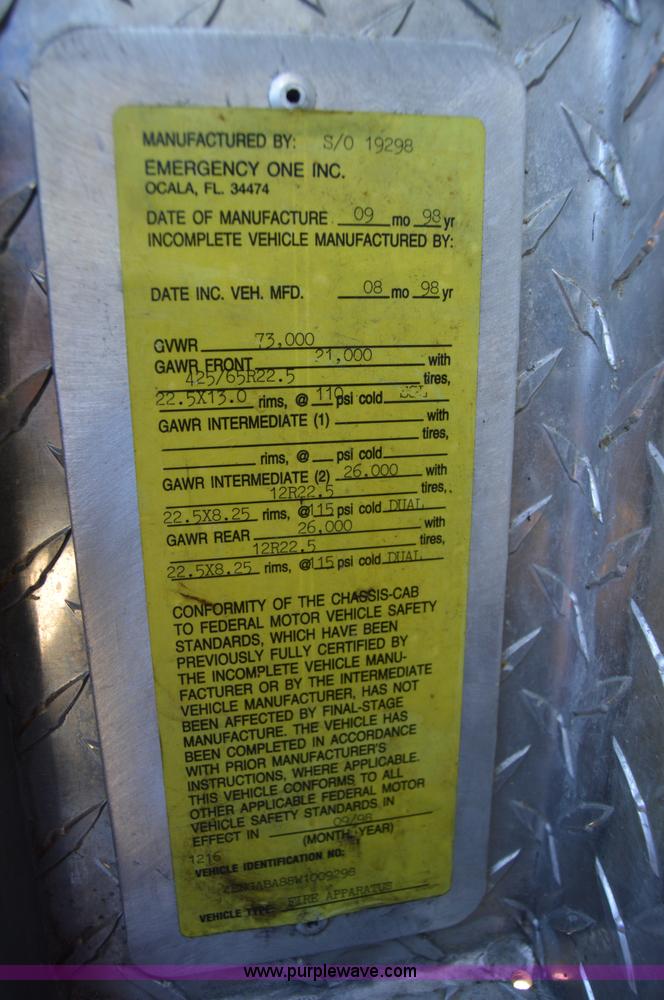 MANUFACTURED BY: S/O 19298
EMERGENCY ONE INC.
OCALA, FL. 34474
DATE OF MANUFACTURE 09 mo 98 yr
INCOMPLETE VEHICLE MANUFACTURED BY:
DATE INC. VEH. MFD. 08 mo 98 yr
GVWR 73,000
GAWR FRONT 21,000 with
425/65R22.5 tires,
22.5X13.0 rims, @ 110 psi cold
GAWR INTERMEDIATE (1) with
tires,
rims, @ psi cold
GAWR INTERMEDIATE (2) 26,000 with
12R22.5 tires,
22.5X8.25 rims, @ 115 psi cold DUAL
GAWR REAR 26,000 with
12R22.5 tires,
22.5X8.25 rims, @ 115 psi cold DUAL
CONFORMITY OF THE CHASSIS-CAB
TO FEDERAL MOTOR VEHICLE SAFETY
STANDARDS, WHICH HAVE BEEN
PREVIOUSLY FULLY CERTIFIED BY
THE INCOMPLETE VEHICLE MANU-
FACTURER OR BY THE INTERMEDIATE
VEHICLE MANUFACTURER, HAS NOT
BEEN AFFECTED BY FINAL-STAGE
MANUFACTURE. THE VEHICLE HAS
BEEN COMPLETED IN ACCORDANCE
WITH PRIOR MANUFACTURER'S
INSTRUCTIONS, WHERE APPLICABLE.
THIS VEHICLE CONFORMS TO ALL
OTHER APPLICABLE FEDERAL MOTOR
VEHICLE SAFETY STANDARDS IN
EFFECT IN 09/98
(MONTH, YEAR)
1216
VEHICLE IDENTIFICATION NO:
VEHICLE TYPE: FIRE APPARATUS
www.purplewave.com